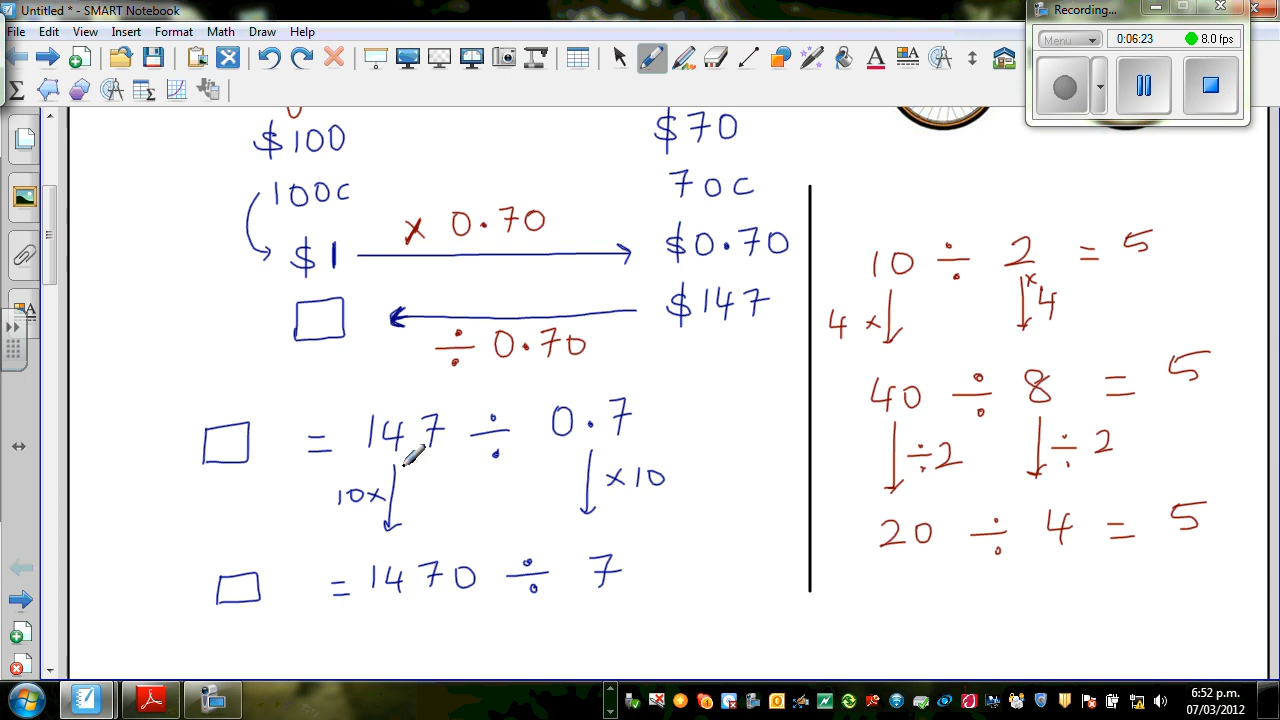 Untitled * - SMART Notebook
File Edit View Insert Format Math Draw Help
Recording...
Menu
00:06:23
8.0 fps
$100 $70
100c 70c
× 0.70
$1 $0.70
□ $147
÷ 0.70
□ = 147 ÷ 0.7
10× ×10
□ = 1470 ÷ 7
10 ÷ 2 = 5
4 × × 4
40 ÷ 8 = 5
÷2 ÷2
20 ÷ 4 = 5
6:52 p.m.
07/03/2012